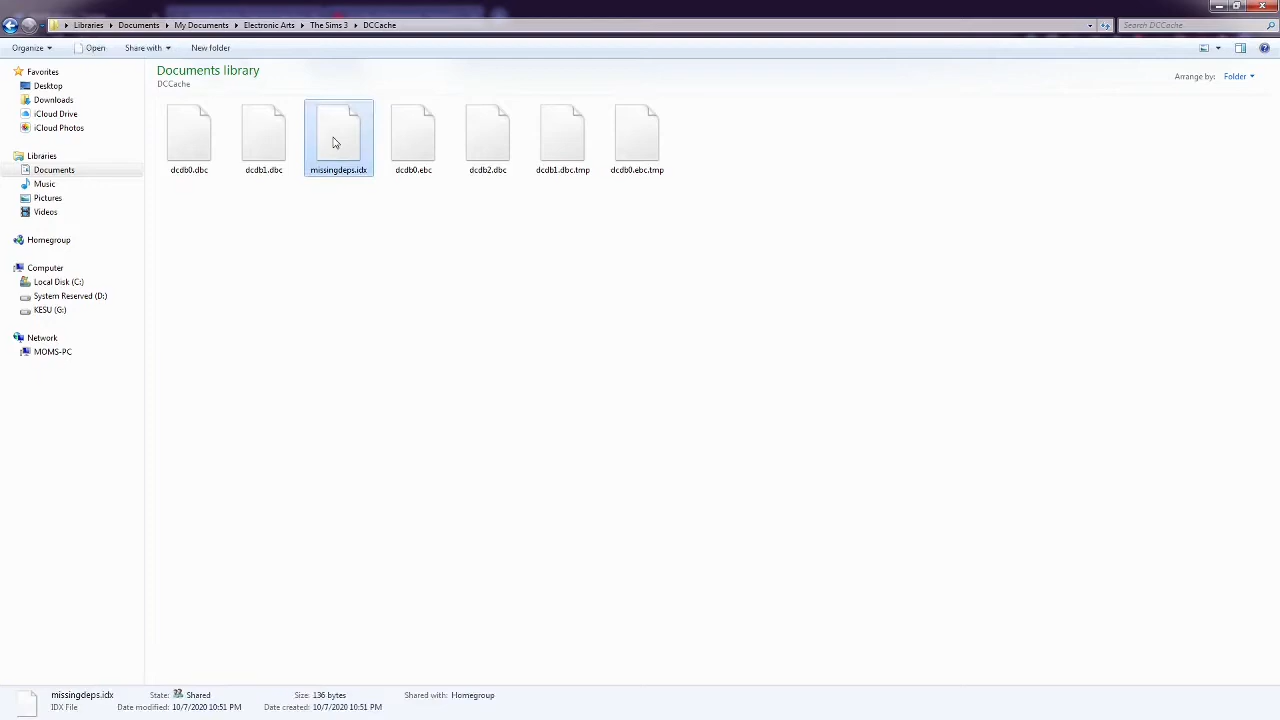 Libraries Documents My Documents Electronic Arts The Sims 3 DCCache
Search DCCache
Organize Open Share with New folder
Favorites
Desktop
Downloads
iCloud Drive
iCloud Photos
Libraries
Documents
Music
Pictures
Videos
Homegroup
Computer
Local Disk (C:)
System Reserved (D:)
KESU (G:)
Network
MOMS-PC
Documents library
DCCache
Arrange by: Folder
dcdb0.dbc dcdb1.dbc missingdeps.idx dcdb0.ebc dcdb2.dbc dcdb1.dbc.tmp dcdb0.ebc.tmp
missingdeps.idx State: Shared Size: 136 bytes Shared with: Homegroup
IDX File Date modified: 10/7/2020 10:51 PM Date created: 10/7/2020 10:51 PM